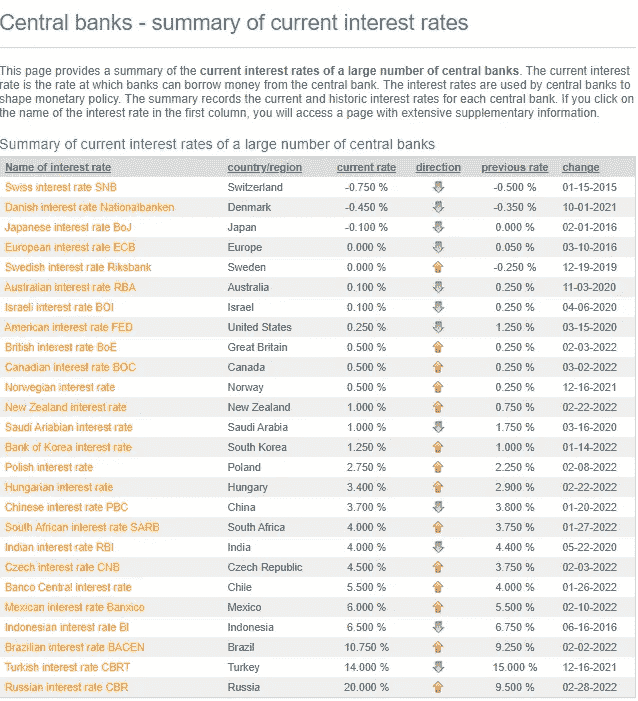 Central banks - summary of current interest rates
This page provides a summary of the current interest rates of a large number of central banks. The current interest
rate is the rate at which banks can borrow money from the central bank. The interest rates are used by central banks to
shape monetary policy. The summary records the current and historic interest rates for each central bank. If you click on
the name of the interest rate in the first column, you will access a page with extensive supplementary information.
Summary of current interest rates of a large number of central banks
Name of interest rate country/region current rate direction previous rate change
Swiss interest rate SNB Switzerland -0.750 % -0.500 % 01-15-2015
Danish interest rate Nationalbanken Denmark -0.450 % -0.350 % 10-01-2021
Japanese interest rate BoJ Japan -0.100 % 0.000 % 02-01-2016
European interest rate ECB Europe 0.000 % 0.050 % 03-10-2016
Swedish interest rate Riksbank Sweden 0.000 % -0.250 % 12-19-2019
Australian interest rate RBA Australia 0.100 % 0.250 % 11-03-2020
Israeli interest rate BOI Israel 0.100 % 0.250 % 04-06-2020
American interest rate FED United States 0.250 % 1.250 % 03-15-2020
British interest rate BoE Great Britain 0.500 % 0.250 % 02-03-2022
Canadian interest rate BOC Canada 0.500 % 0.250 % 03-02-2022
Norwegian interest rate Norway 0.500 % 0.250 % 12-16-2021
New Zealand interest rate New Zealand 1.000 % 0.750 % 02-22-2022
Saudi Ariabian interest rate Saudi Arabia 1.000 % 1.750 % 03-16-2020
Bank of Korea interest rate South Korea 1.250 % 1.000 % 01-14-2022
Polish interest rate Poland 2.750 % 2.250 % 02-08-2022
Hungarian interest rate Hungary 3.400 % 2.900 % 02-22-2022
Chinese interest rate PBC China 3.700 % 3.800 % 01-20-2022
South African interest rate SARB South Africa 4.000 % 3.750 % 01-27-2022
Indian interest rate RBI India 4.000 % 4.400 % 05-22-2020
Czech interest rate CNB Czech Republic 4.500 % 3.750 % 02-03-2022
Banco Central interest rate Chile 5.500 % 4.000 % 01-26-2022
Mexican interest rate Banxico Mexico 6.000 % 5.500 % 02-10-2022
Indonesian interest rate BI Indonesia 6.500 % 6.750 % 06-16-2016
Brazilian interest rate BACEN Brazil 10.750 % 9.250 % 02-02-2022
Turkish interest rate CBRT Turkey 14.000 % 15.000 % 12-16-2021
Russian interest rate CBR Russia 20.000 % 9.500 % 02-28-2022